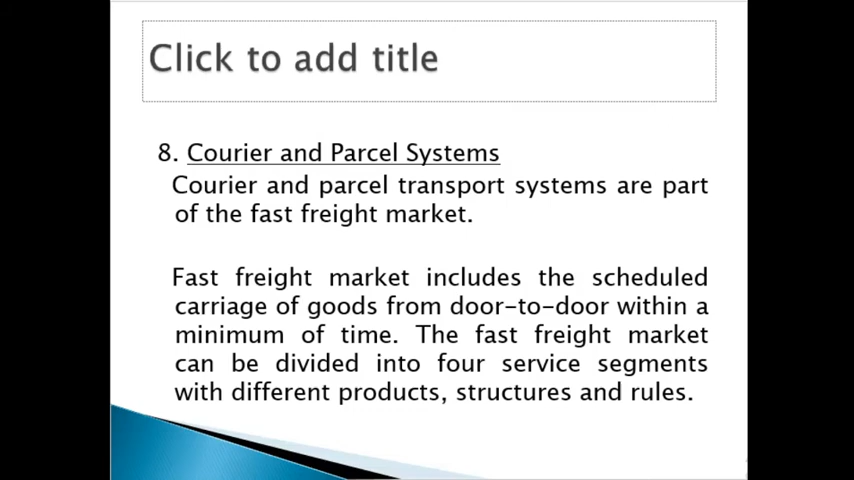 Click to add title
8. Courier and Parcel Systems
Courier and parcel transport systems are part
of the fast freight market.
Fast freight market includes the scheduled
carriage of goods from door-to-door within a
minimum of time. The fast freight market
can be divided into four service segments
with different products, structures and rules.